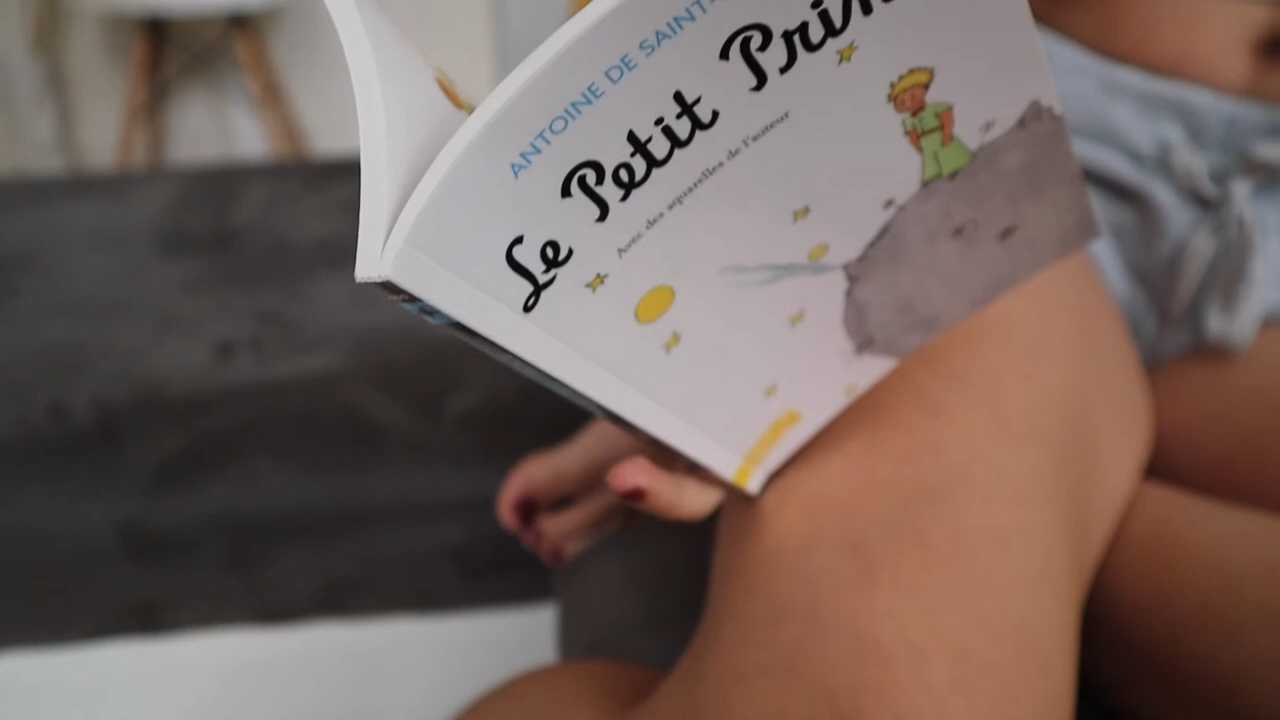 ANTOINE DE SAINT-
Le Petit Prin
Avec des aquarelles de l'auteur